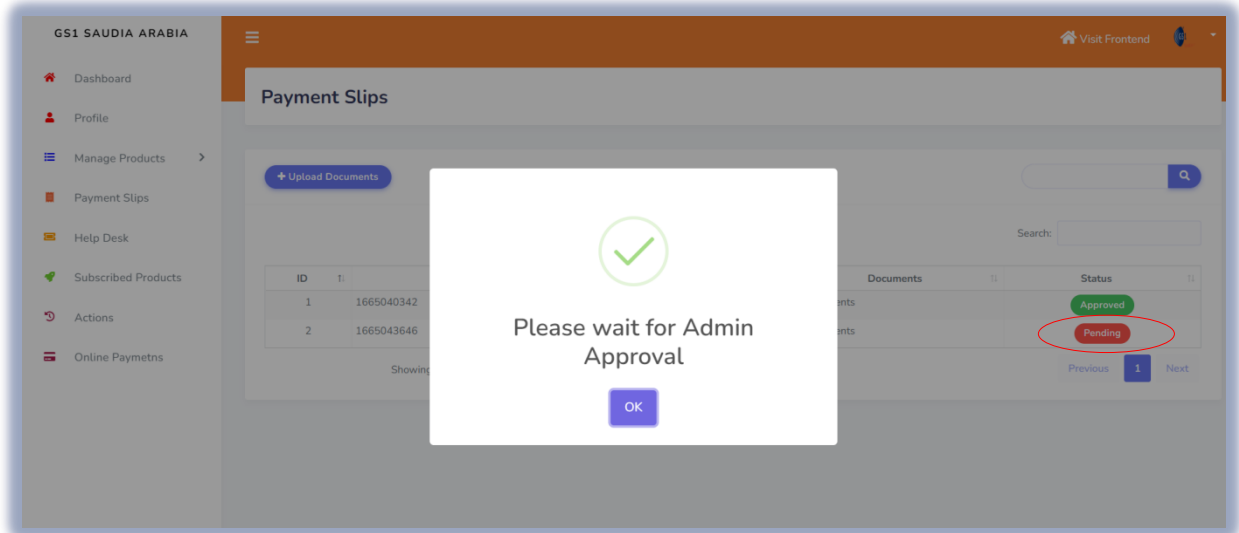 GS1 SAUDIA ARABIA
Visit Frontend
Dashboard
Profile
Manage Products
Payment Slips
Help Desk
Subscribed Products
Actions
Online Paymetns
Payment Slips
+ Upload Documents
Search:
ID Documents Status
1 1665040342 Approved
2 1665043646 Pending
Showing
Previous 1 Next
Please wait for Admin
Approval
OK